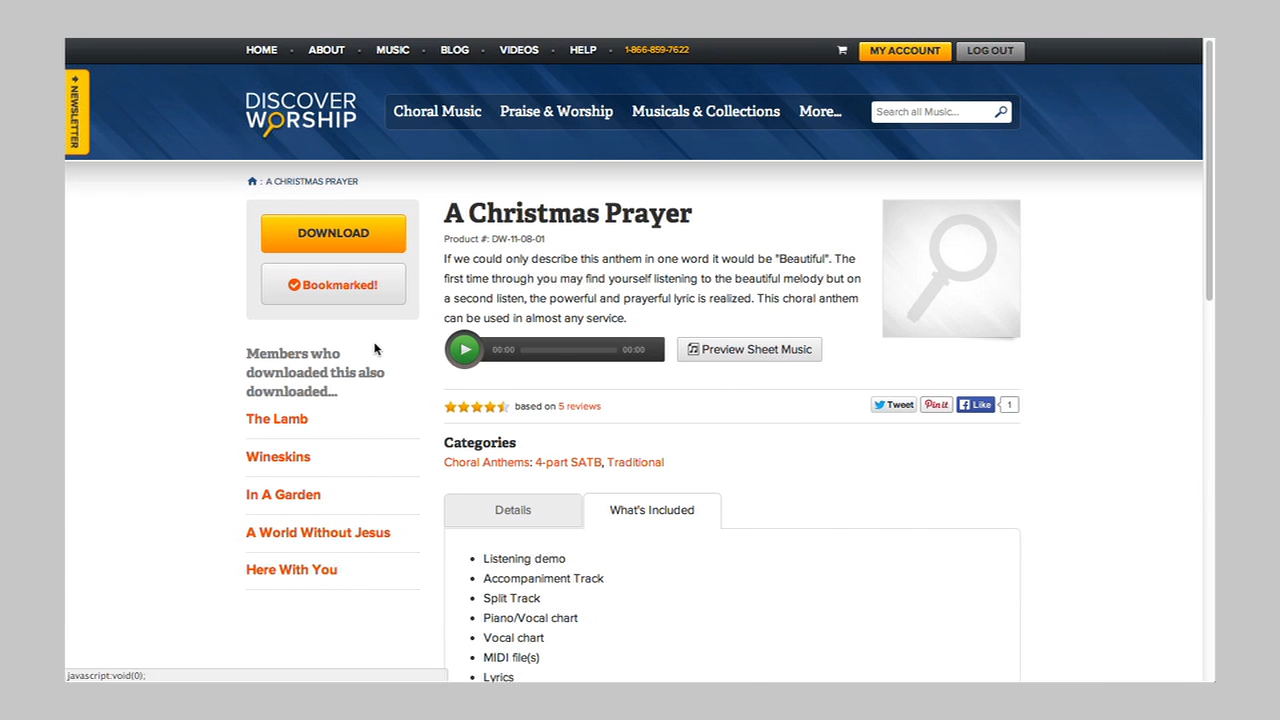 HOME ABOUT MUSIC BLOG VIDEOS HELP 1-866-859-7622 MY ACCOUNT LOG OUT
NEWSLETTER
DISCOVER
WORSHIP
Choral Music Praise & Worship Musicals & Collections More... Search all Music...
: A CHRISTMAS PRAYER
DOWNLOAD
Bookmarked!
Members who
downloaded this also
downloaded...
The Lamb
Wineskins
In A Garden
A World Without Jesus
Here With You
A Christmas Prayer
Product #: DW-11-08-01
If we could only describe this anthem in one word it would be "Beautiful". The
first time through you may find yourself listening to the beautiful melody but on
a second listen, the powerful and prayerful lyric is realized. This choral anthem
can be used in almost any service.
00:00 00:00 Preview Sheet Music
based on 5 reviews Tweet Pin it Like 1
Categories
Choral Anthems: 4-part SATB, Traditional
Details What's Included
• Listening demo
• Accompaniment Track
• Split Track
• Piano/Vocal chart
• Vocal chart
• MIDI file(s)
• Lyrics
javascript:void(0);